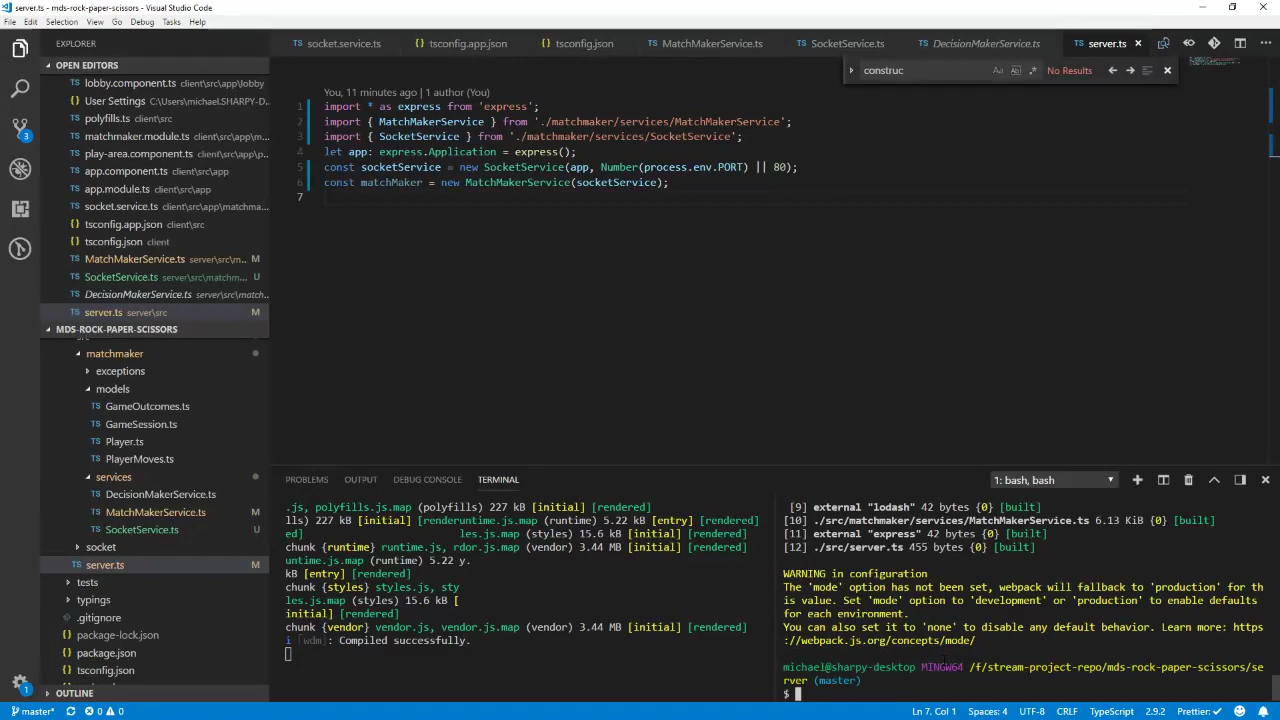 server.ts - mds-rock-paper-scissors - Visual Studio Code
File Edit Selection View Go Debug Tasks Help
EXPLORER
OPEN EDITORS
lobby.component.ts client\src\app\lobby
User Settings C:\Users\michael.SHARPY-D...
polyfills.ts client\src
matchmaker.module.ts client\src\app...
play-area.component.ts client\src\a...
app.component.ts client\src\app
app.module.ts client\src\app
socket.service.ts client\src\app\matchma...
tsconfig.app.json client\src
tsconfig.json client
MatchMakerService.ts server\src\m... M
SocketService.ts server\src\matchm... U
DecisionMakerService.ts server\src\match...
server.ts server\src M
MDS-ROCK-PAPER-SCISSORS
src
matchmaker
exceptions
models
GameOutcomes.ts
GameSession.ts
Player.ts
PlayerMoves.ts
services
DecisionMakerService.ts
MatchMakerService.ts M
SocketService.ts U
socket
server.ts M
tests
typings
.gitignore
package-lock.json
package.json
tsconfig.json
OUTLINE
socket.service.ts tsconfig.app.json tsconfig.json MatchMakerService.ts SocketService.ts DecisionMakerService.ts server.ts
construc Aa Abl .* No Results
You, 11 minutes ago | 1 author (You)
1 import * as express from 'express';
2 import { MatchMakerService } from './matchmaker/services/MatchMakerService';
3 import { SocketService } from './matchmaker/services/SocketService';
4 let app: express.Application = express();
5 const socketService = new SocketService(app, Number(process.env.PORT) || 80);
6 const matchMaker = new MatchMakerService(socketService);
7
PROBLEMS OUTPUT DEBUG CONSOLE TERMINAL 1: bash, bash
.js, polyfills.js.map (polyfills) 227 kB [initial] [rendered]
lls) 227 kB [initial] [renderuntime.js.map (runtime) 5.22 kB [entry] [rendered]
ed] les.js.map (styles) 15.6 kB [initial] [rendered]
chunk {runtime} runtime.js, rdor.js.map (vendor) 3.44 MB [initial] [rendered]
untime.js.map (runtime) 5.22 y.
kB [entry] [rendered]
chunk {styles} styles.js, sty
les.js.map (styles) 15.6 kB [
initial] [rendered]
chunk {vendor} vendor.js, vendor.js.map (vendor) 3.44 MB [initial] [rendered]
i ｢wdm｣: Compiled successfully.
[9] external "lodash" 42 bytes {0} [built]
[10] ./src/matchmaker/services/MatchMakerService.ts 6.13 KiB {0} [built]
[11] external "express" 42 bytes {0} [built]
[12] ./src/server.ts 455 bytes {0} [built]
WARNING in configuration
The 'mode' option has not been set, webpack will fallback to 'production' for th
is value. Set 'mode' option to 'development' or 'production' to enable defaults
for each environment.
You can also set it to 'none' to disable any default behavior. Learn more: https
://webpack.js.org/concepts/mode/
michael@sharpy-desktop MINGW64 /f/stream-project-repo/mds-rock-paper-scissors/se
rver (master)
$
3
1
master* 0 0 Ln 7, Col 1 Spaces: 4 UTF-8 CRLF TypeScript 2.9.2 Prettier: ✓ 1